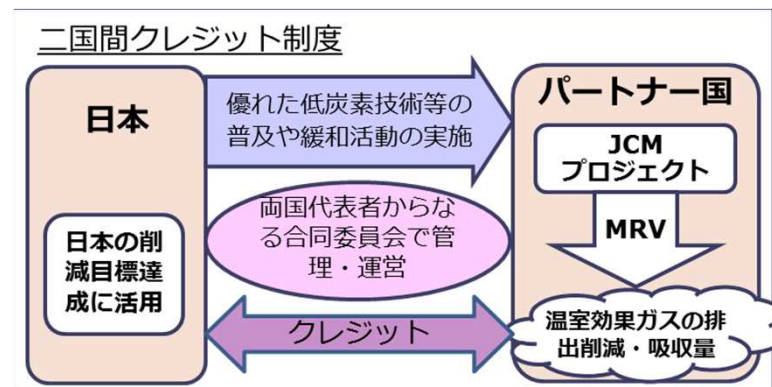 二国間クレジット制度
日本
優れた低炭素技術等の
普及や緩和活動の実施
パートナー国
JCM
プロジェクト
両国代表者からな
る合同委員会で管
理・運営
MRV
日本の削
減目標達
成に活用
クレジット
温室効果ガスの排
出削減・吸収量